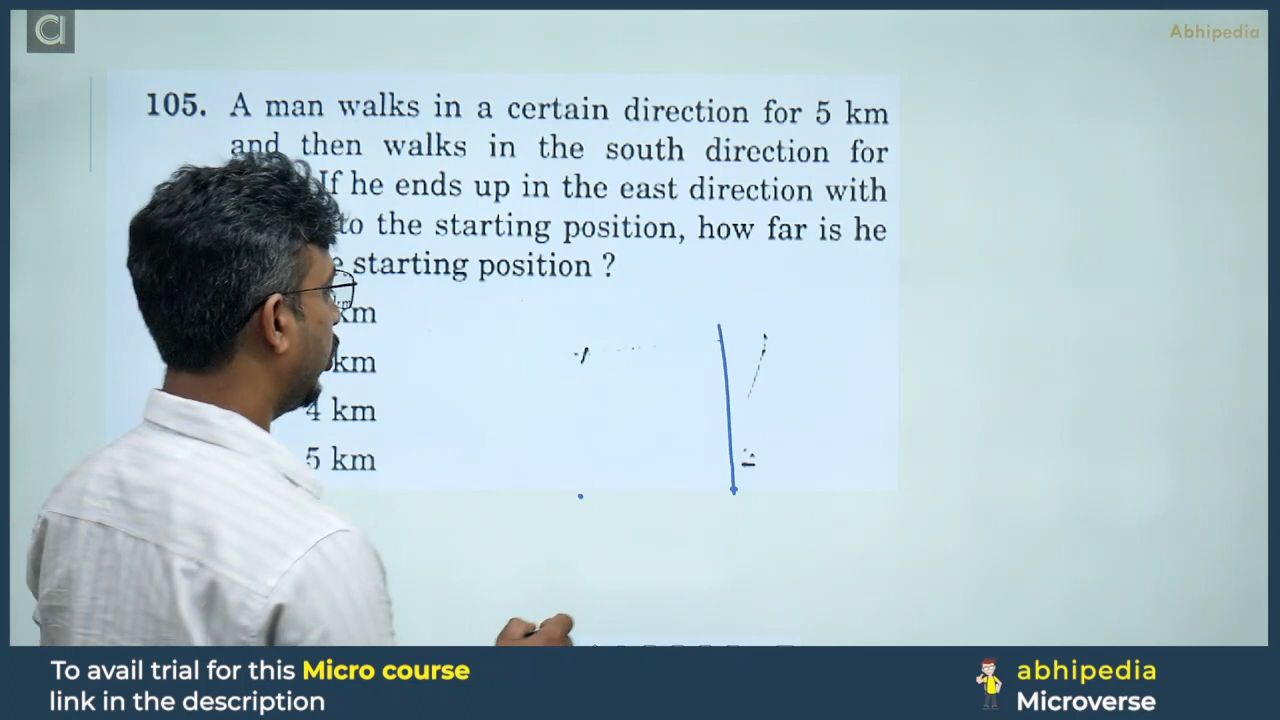 a
Abhipedia
105. A man walks in a certain direction for 5 km
and then walks in the south direction for
If he ends up in the east direction with
to the starting position, how far is he
starting position ?
km
km
4 km
5 km
To avail trial for this Micro course
link in the description
abhipedia
Microverse